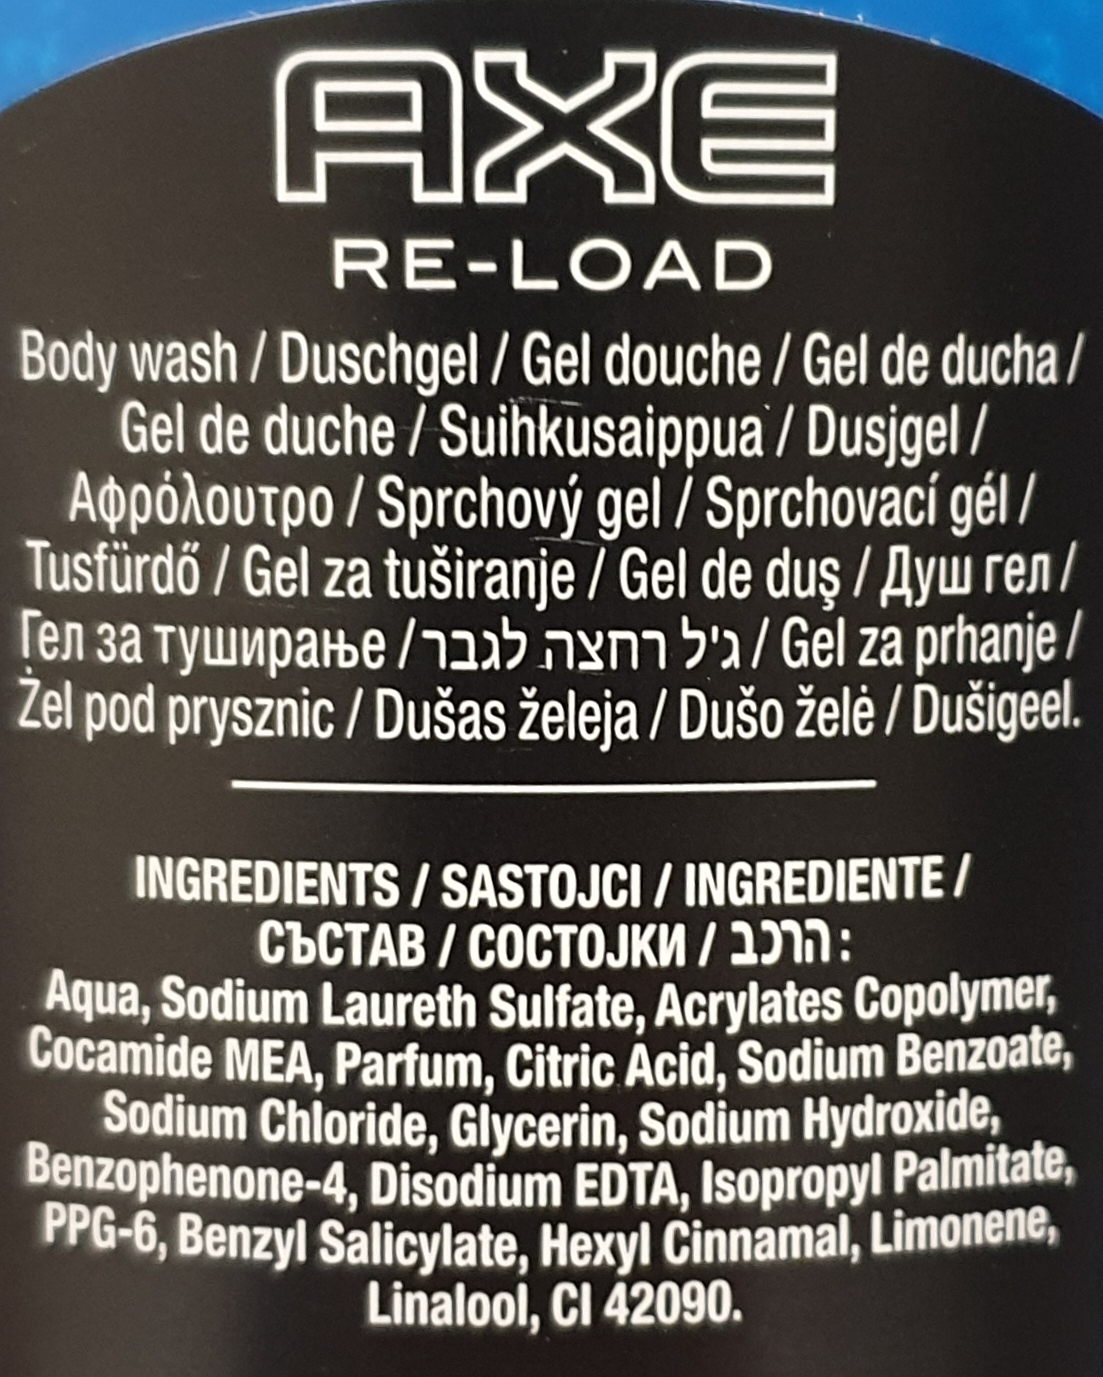 AXE
RE-LOAD
Body wash / Duschgel / Gel douche / Gel de ducha /
Gel de duche / Suihkusaippua / Dusjgel /
Αφρόλουτρο / Sprchový gel / Sprchovací gél /
Tusfürdő / Gel za tuširanje / Gel de duş / Душ гел /
Гел за туширање / ג'ל רחצה לגבר / Gel za prhanje /
Żel pod prysznic / Dušas želeja / Dušo želė / Dušigeel.
INGREDIENTS / SASTOJCI / INGREDIENTE /
СЪСТАВ / СОСТОЈКИ / הרכב:
Aqua, Sodium Laureth Sulfate, Acrylates Copolymer,
Cocamide MEA, Parfum, Citric Acid, Sodium Benzoate,
Sodium Chloride, Glycerin, Sodium Hydroxide,
Benzophenone-4, Disodium EDTA, Isopropyl Palmitate,
PPG-6, Benzyl Salicylate, Hexyl Cinnamal, Limonene,
Linalool, CI 42090.